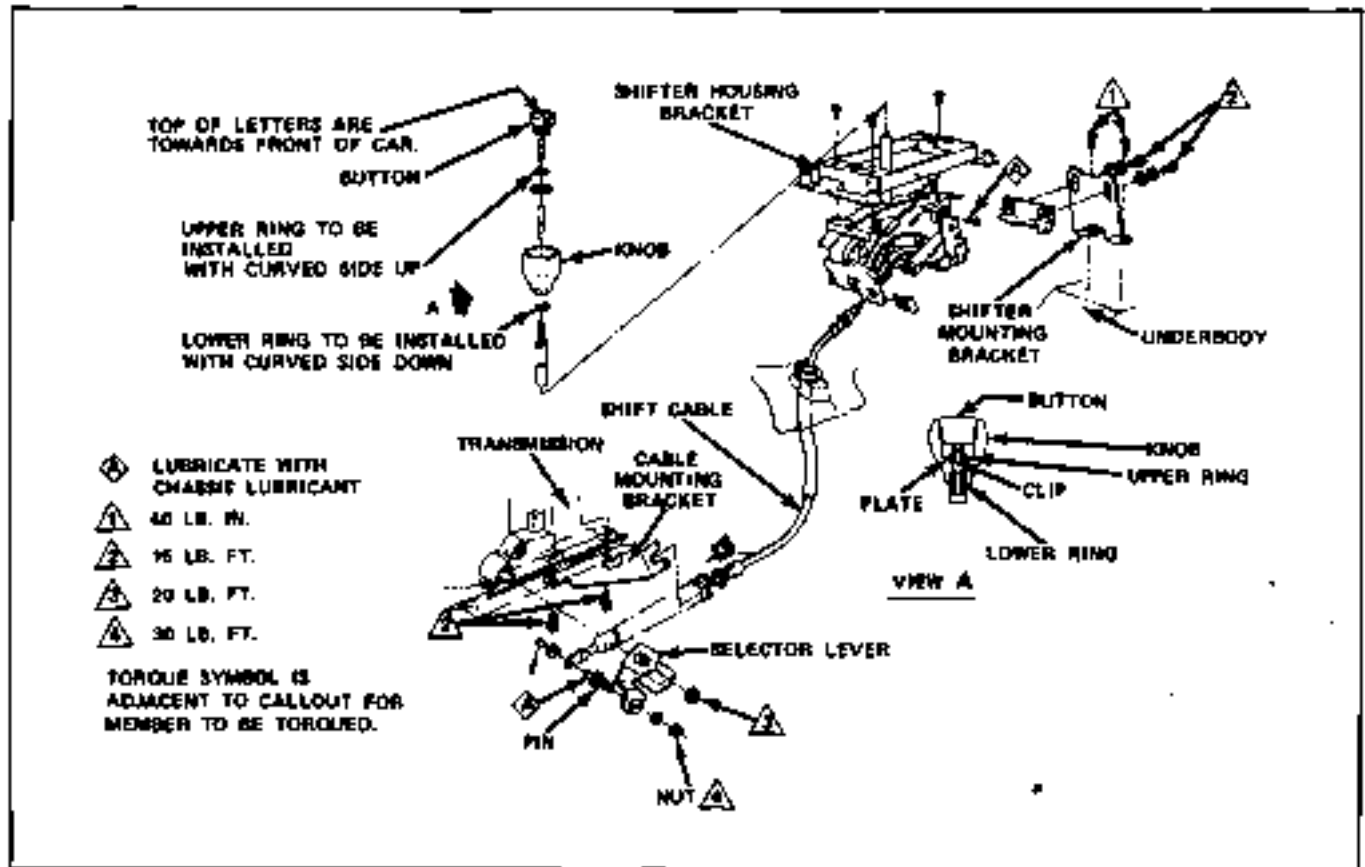 TOP OF LETTERS ARE
TOWARDS FRONT OF CAR.
BUTTON
UPPER RING TO BE
INSTALLED
WITH CURVED SIDE UP
KNOB
A
LOWER RING TO BE INSTALLED
WITH CURVED SIDE DOWN
SHIFTER HOUSING
BRACKET
1
2
SHIFTER
MOUNTING
BRACKET
UNDERBODY
SHIFT CABLE
TRANSMISSION
CABLE
MOUNTING
BRACKET
BUTTON
KNOB
UPPER RING
CLIP
PLATE
LOWER RING
VIEW A
A LUBRICATE WITH
CHASSIS LUBRICANT
1 40 LB. IN.
2 15 LB. FT.
3 20 LB. FT.
4 30 LB. FT.
TORQUE SYMBOL IS
ADJACENT TO CALLOUT FOR
MEMBER TO BE TORQUED.
SELECTOR LEVER
A
PIN
3
NUT 4